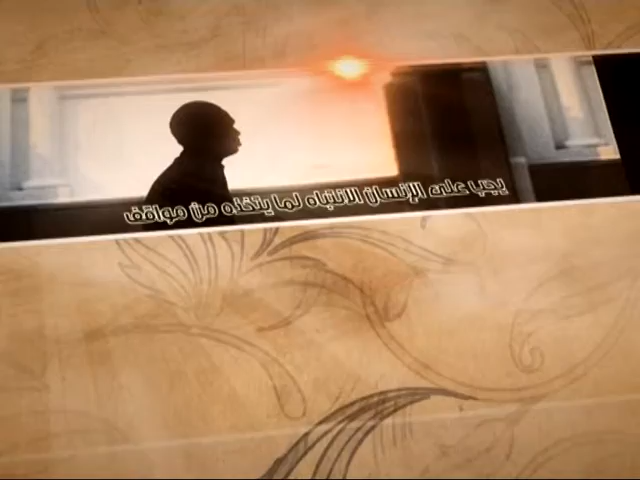 يجب على الإنسان الانتباه لما يتخذه من مواقف